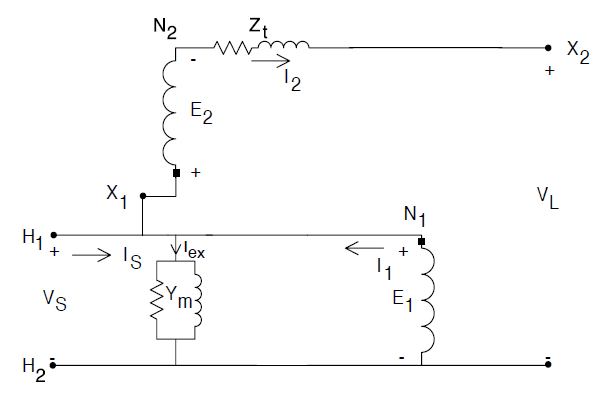 N2
Zt
X2
-
+
I2
E2
+
X1
VL
N1
H1
+
IS
Iex
+
I1
VS
Ym
E1
-
-
-
H2